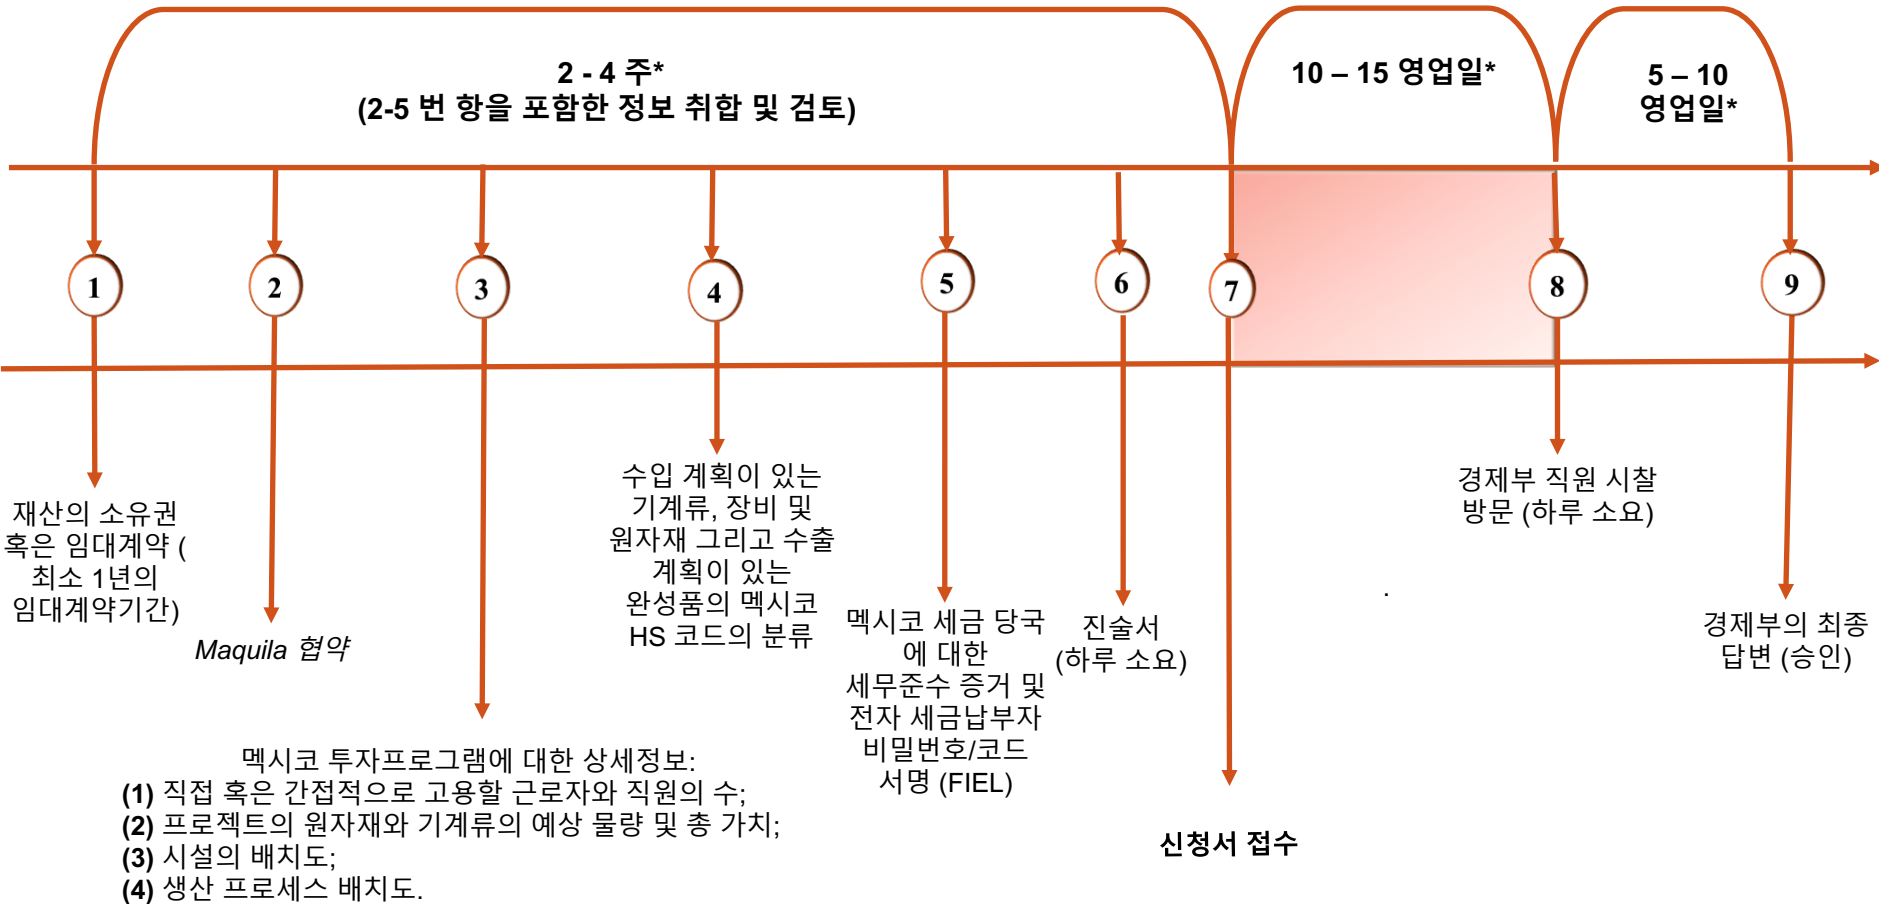 2 - 4 주*
(2-5 번 항을 포함한 정보 취합 및 검토)
10 – 15 영업일*
5 – 10
영업일*
1
2
3
4
5
6
7
8
9
재산의 소유권
혹은 임대계약 (
최소 1년의
임대계약기간)
Maquila 협약
멕시코 투자프로그램에 대한 상세정보:
(1) 직접 혹은 간접적으로 고용할 근로자와 직원의 수;
(2) 프로젝트의 원자재와 기계류의 예상 물량 및 총 가치;
(3) 시설의 배치도;
(4) 생산 프로세스 배치도.
수입 계획이 있는
기계류, 장비 및
원자재 그리고 수출
계획이 있는
완성품의 멕시코
HS 코드의 분류
멕시코 세금 당국
에 대한
세무준수 증거 및
전자 세금납부자
비밀번호/코드
서명 (FIEL)
진술서
(하루 소요)
신청서 접수
경제부 직원 시찰
방문 (하루 소요)
.
경제부의 최종
답변 (승인)